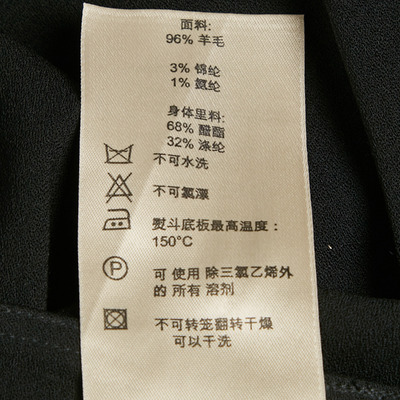 面料:
96% 羊毛
3% 锦纶
1% 氨纶
身体里料:
68% 醋酯
32% 涤纶
不可水洗
不可氯漂
熨斗底板最高温度：
150°C
P
可 使用 除三氯乙烯外
的 所有 溶剂
不可转笼翻转干燥
可以干洗